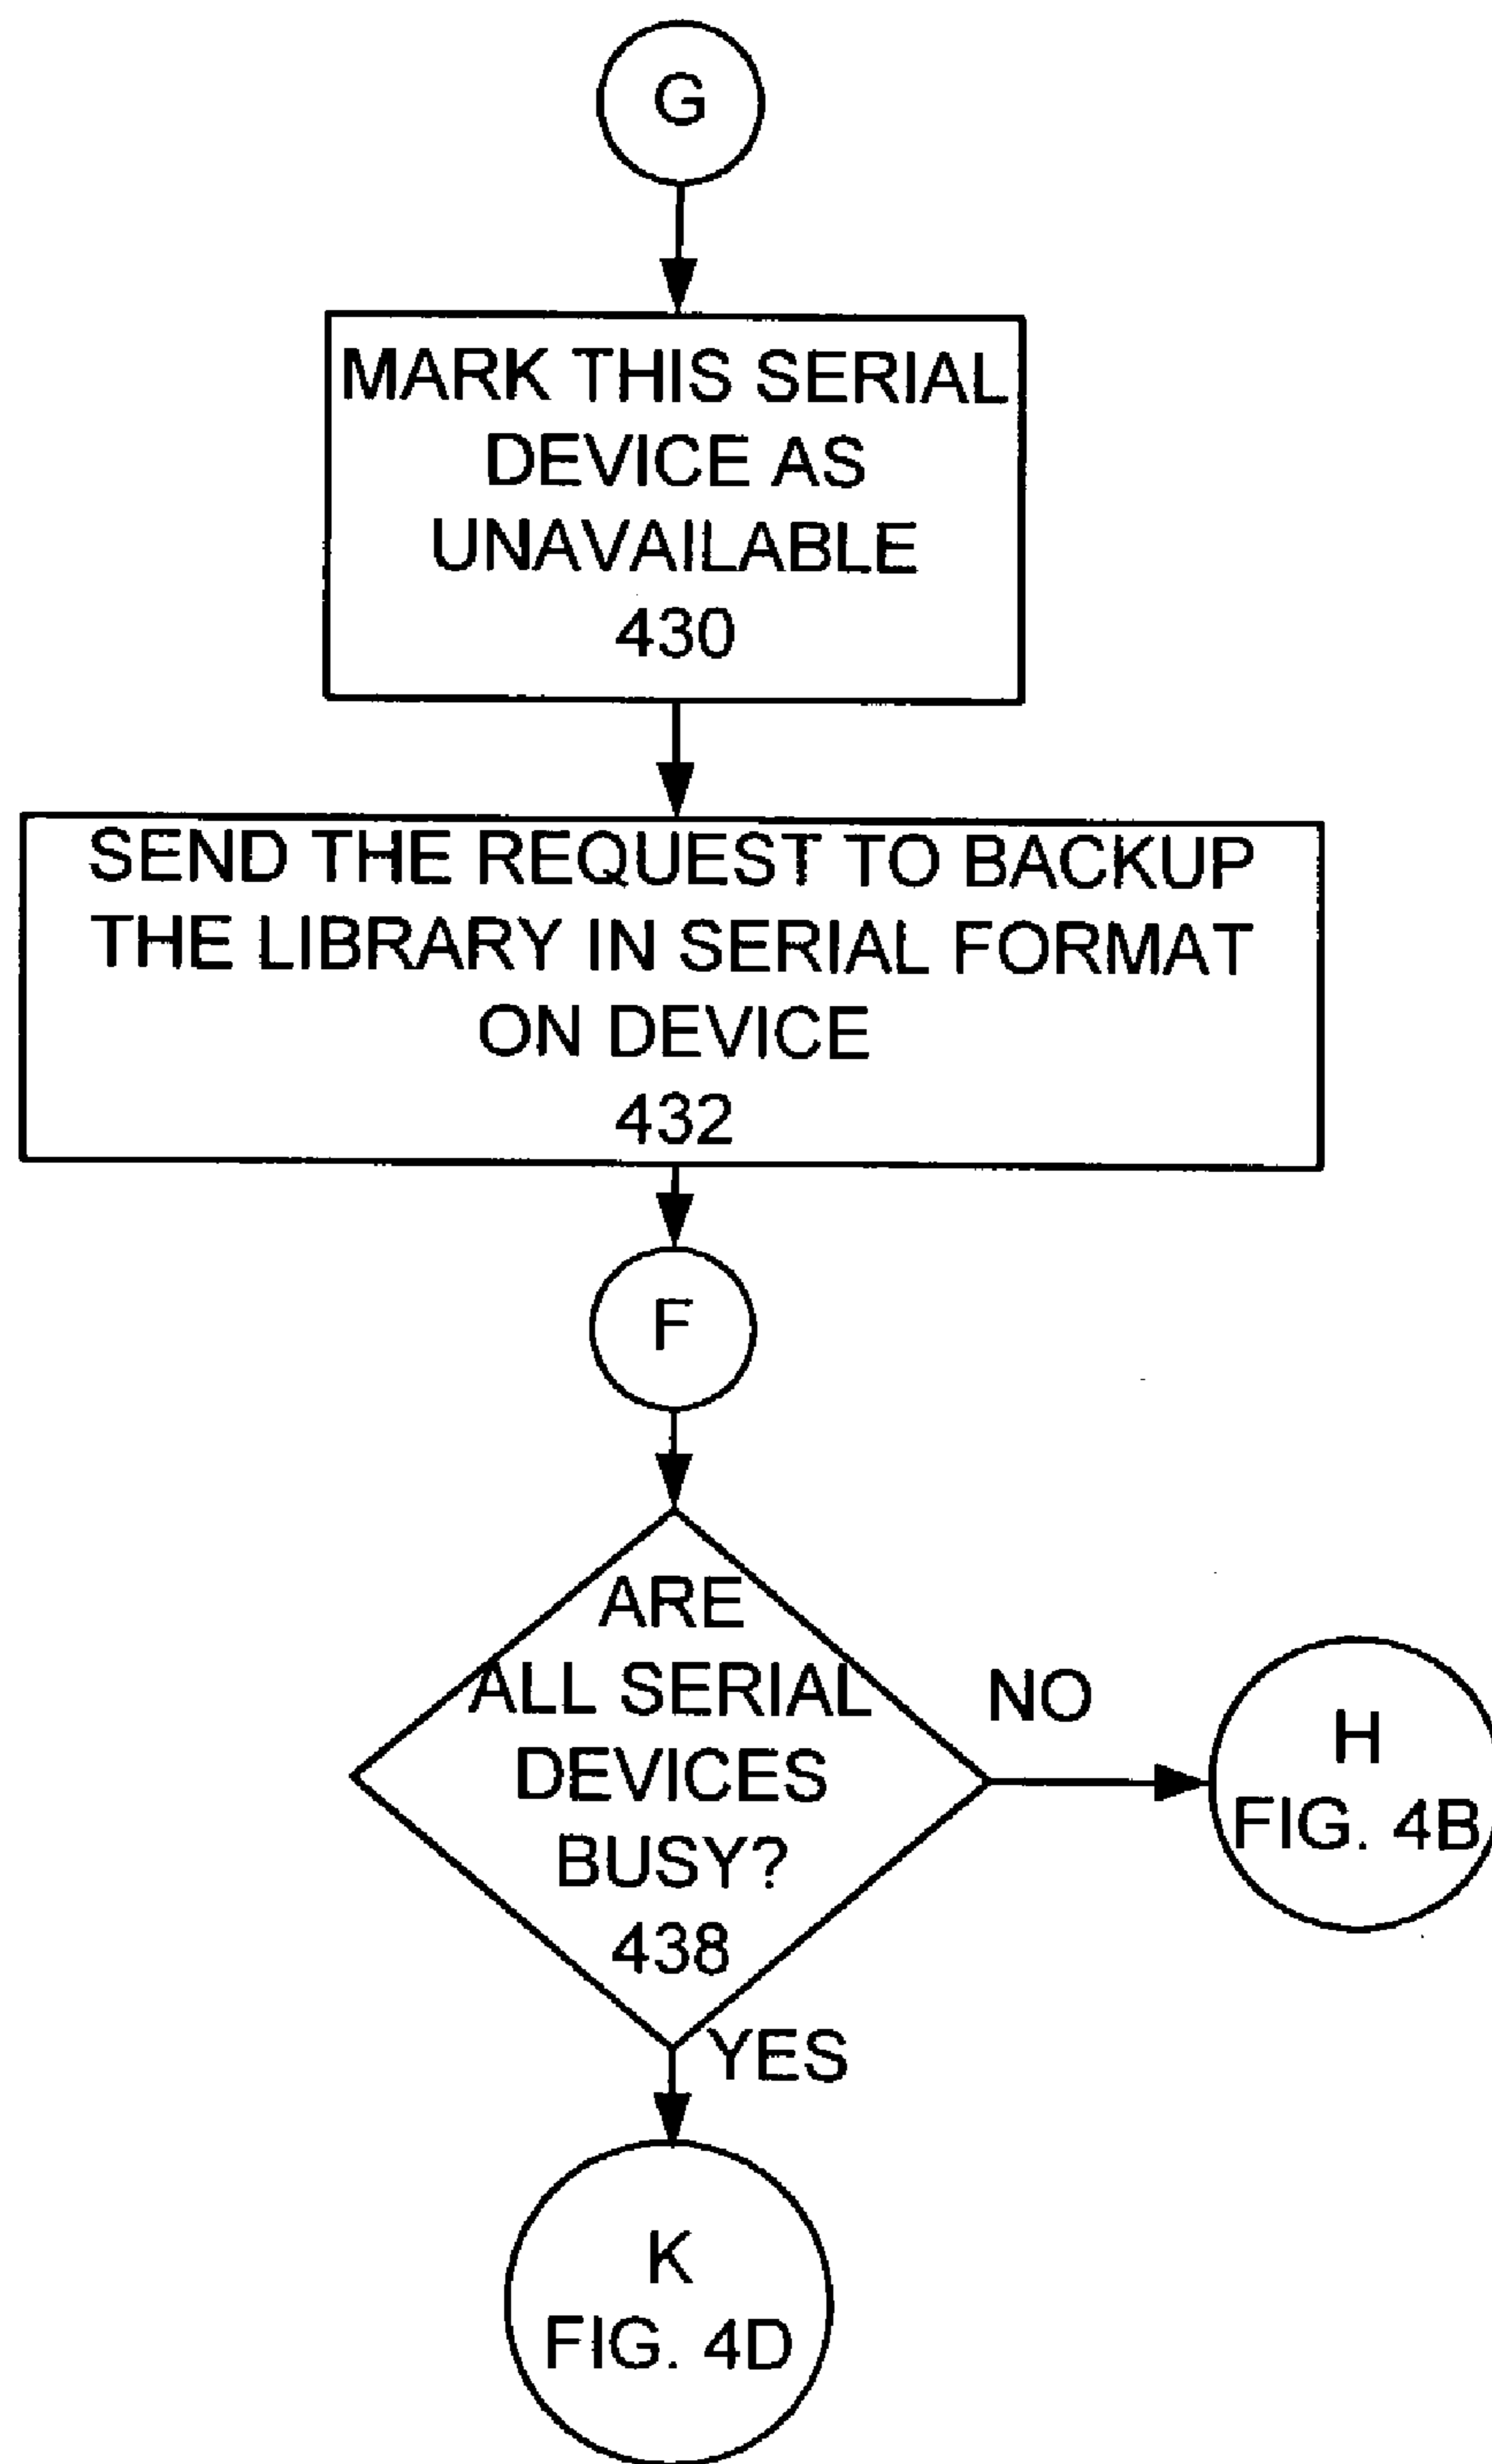 G
MARK THIS SERIAL
DEVICE AS
UNAVAILABLE
430
SEND THE REQUEST TO BACKUP
THE LIBRARY IN SERIAL FORMAT
ON DEVICE
432
F
ARE
ALL SERIAL
DEVICES
BUSY?
438
NO
H
FIG. 4B
YES
K
FIG. 4D